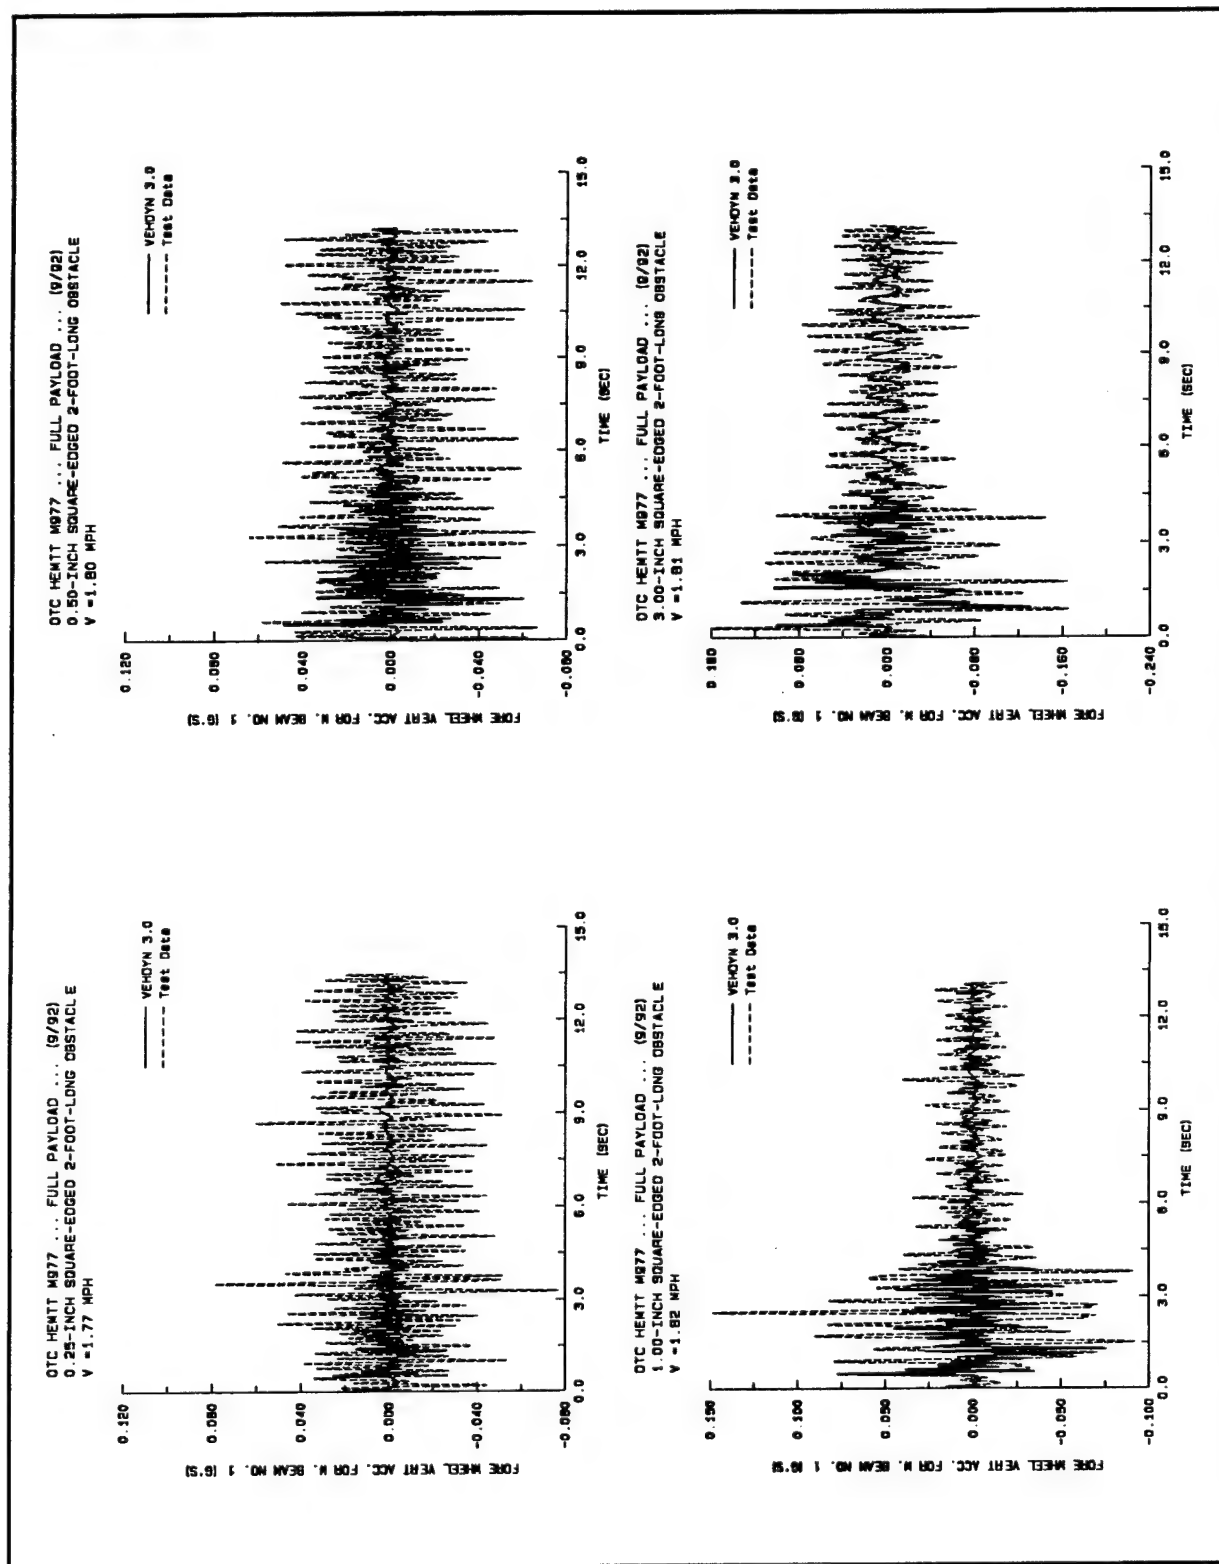 OTC HEMTT M977 ... FULL PAYLOAD ... (9/92)
0.25-INCH SQUARE-EDGED 2-FOOT-LONG OBSTACLE
V =1.77 MPH
VEHDYN 3.0
Test Data
FORE WHEEL VERT ACC. FOR W. BEAM NO. 1 (G'S)
0.120
0.080
0.040
0.000
-0.040
-0.080
0.0 3.0 6.0 9.0 12.0 15.0
TIME (SEC)
OTC HEMTT M977 ... FULL PAYLOAD ... (9/92)
0.50-INCH SQUARE-EDGED 2-FOOT-LONG OBSTACLE
V =1.80 MPH
VEHDYN 3.0
Test Data
FORE WHEEL VERT ACC. FOR W. BEAM NO. 1 (G'S)
0.120
0.080
0.040
0.000
-0.040
-0.080
0.0 3.0 6.0 9.0 12.0 15.0
TIME (SEC)
OTC HEMTT M977 ... FULL PAYLOAD ... (9/92)
1.00-INCH SQUARE-EDGED 2-FOOT-LONG OBSTACLE
V =1.82 MPH
VEHDYN 3.0
Test Data
FORE WHEEL VERT ACC. FOR W. BEAM NO. 1 (G'S)
0.150
0.100
0.050
0.000
-0.050
-0.100
0.0 3.0 6.0 9.0 12.0 15.0
TIME (SEC)
OTC HEMTT M977 ... FULL PAYLOAD ... (9/92)
3.00-INCH SQUARE-EDGED 2-FOOT-LONG OBSTACLE
V =1.81 MPH
VEHDYN 3.0
Test Data
FORE WHEEL VERT ACC. FOR W. BEAM NO. 1 (G'S)
0.160
0.080
0.000
-0.080
-0.160
-0.240
0.0 3.0 6.0 9.0 12.0 15.0
TIME (SEC)